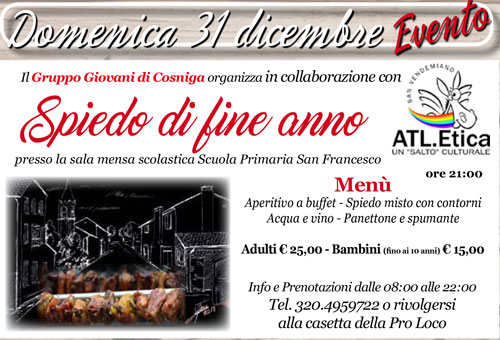 Domenica 31 dicembre Evento
Il Gruppo Giovani di Cosniga organizza in collaborazione con
SAN VENDEMIANO
Spiedo di fine anno
ATL.Etica
UN "SALTO" CULTURALE
presso la sala mensa scolastica Scuola Primaria San Francesco
ore 21:00
Menù
Aperitivo a buffet - Spiedo misto con contorni
Acqua e vino - Panettone e spumante
Adulti € 25,00 - Bambini (fino ai 10 anni) € 15,00
Info e Prenotazioni dalle 08:00 alle 22:00
Tel. 320.4959722 o rivolgersi
alla casetta della Pro Loco